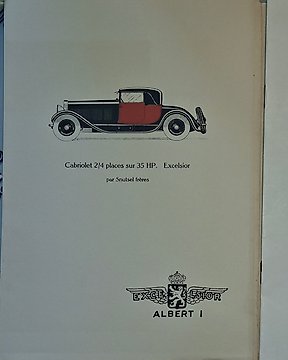 Cabriolet 2/4 places sur 35 HP. Excelsior
par Snutsel frères
EXCELSIOR
ALBERT I